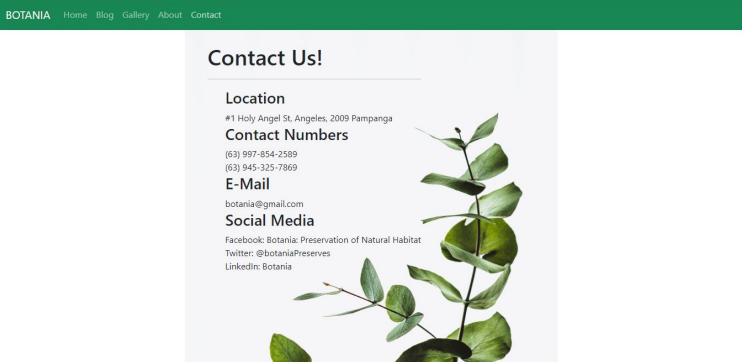 BOTANIA Home Blog Gallery About Contact
Contact Us!
Location
#1 Holy Angel St, Angeles, 2009 Pampanga
Contact Numbers
(63) 997-854-2589
(63) 945-325-7869
E-Mail
botania@gmail.com
Social Media
Facebook: Botania: Preservation of Natural Habitat
Twitter: @botaniaPreserves
LinkedIn: Botania